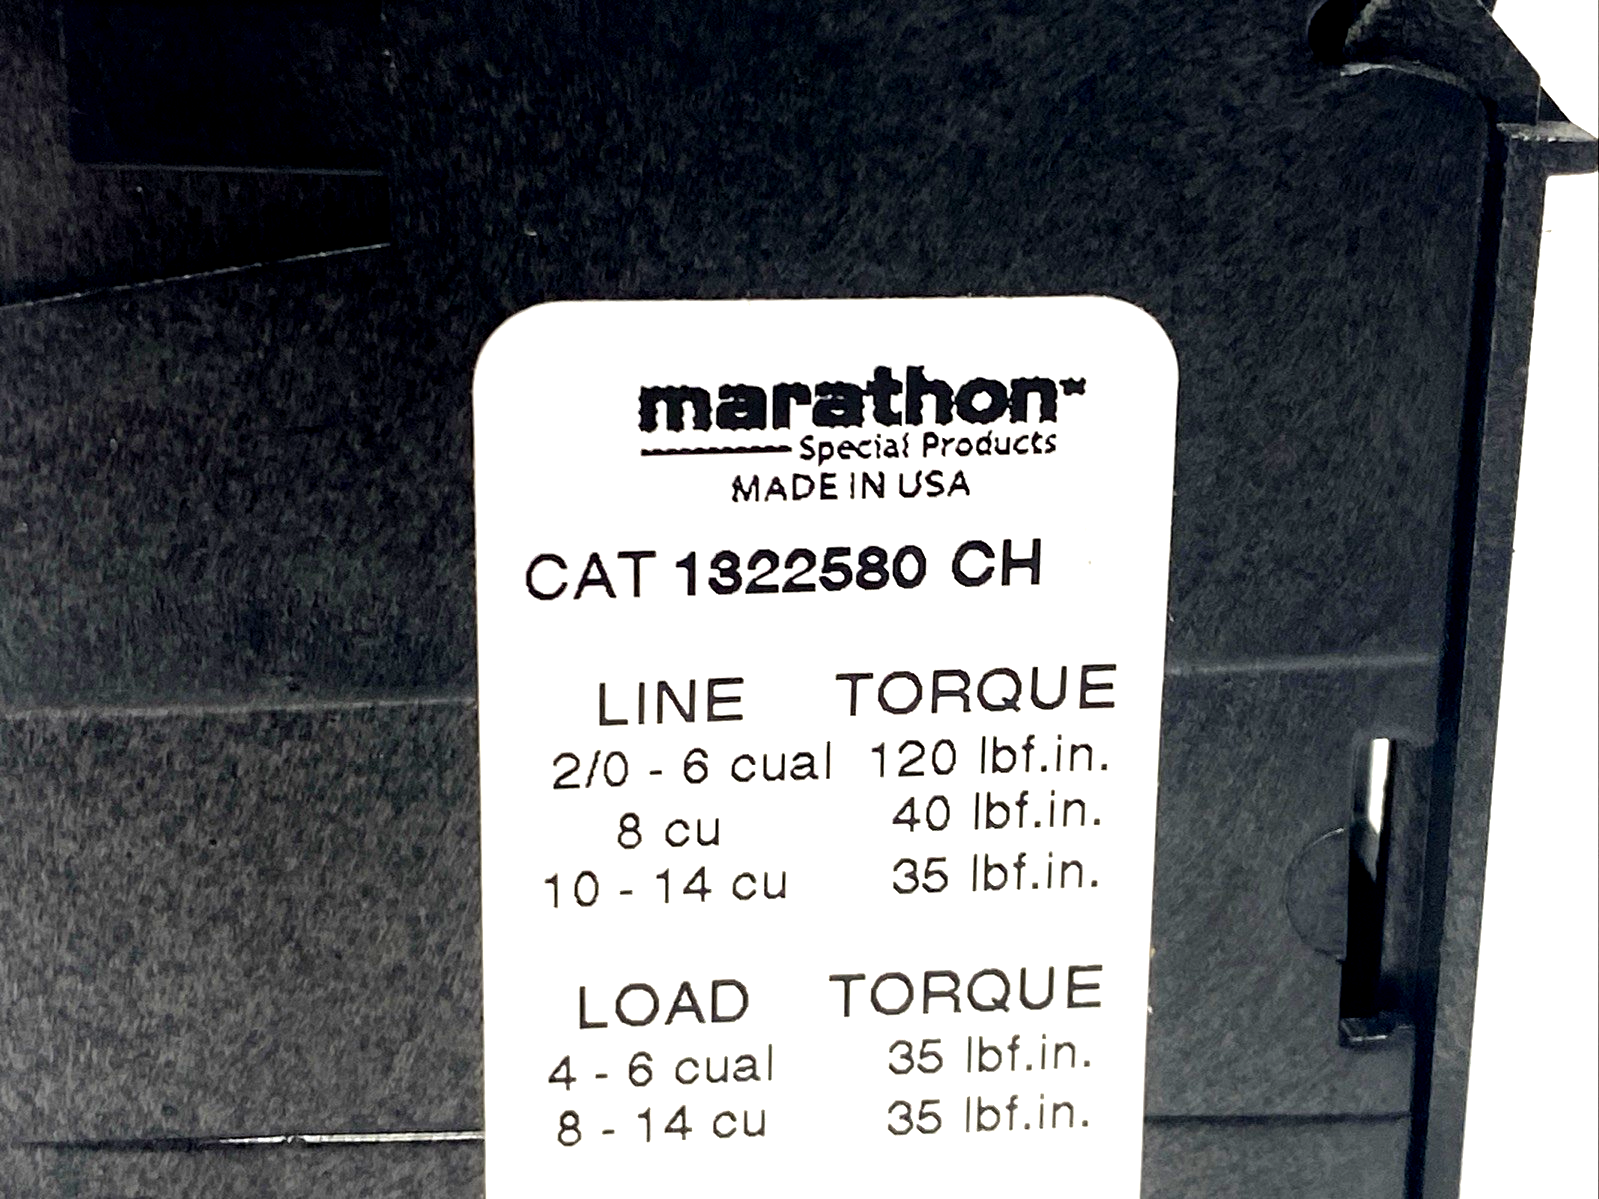 marathon™
Special Products
MADE IN USA
CAT 1322580 CH
LINE TORQUE
2/0 - 6 cual 120 lbf.in.
8 cu 40 lbf.in.
10 - 14 cu 35 lbf.in.
LOAD TORQUE
4 - 6 cual 35 lbf.in.
8 - 14 cu 35 lbf.in.